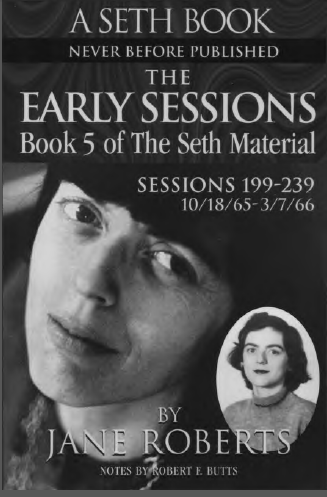 A SETH BOOK
NEVER BEFORE PUBLISHED
THE
EARLY SESSIONS
Book 5 of The Seth Material
SESSIONS 199-239
10/18/65-3/7/66
BY
JANE ROBERTS
NOTES BY ROBERT F. BUTTS